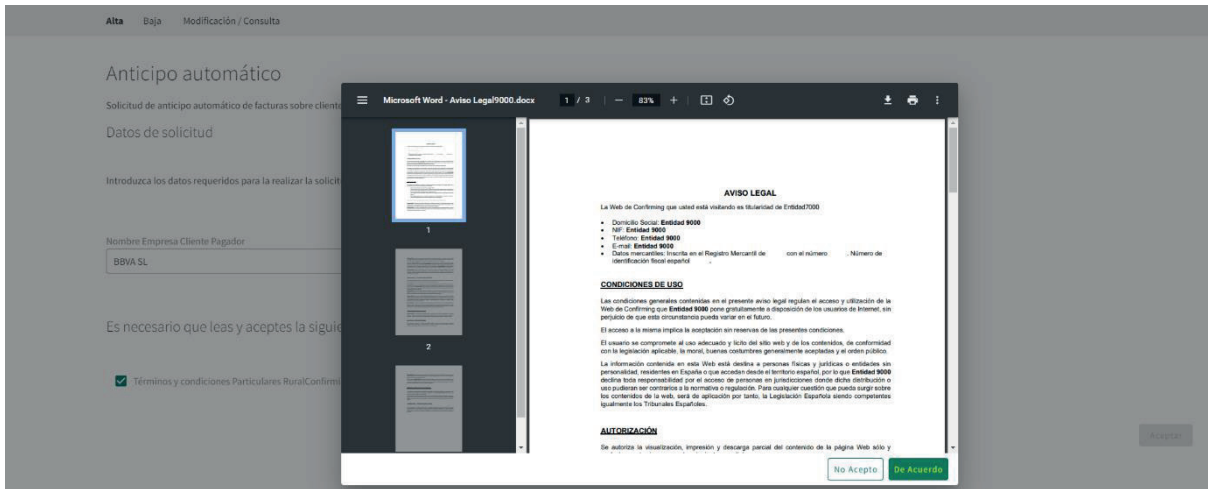 Alta Baja Modificación / Consulta
Anticipo automático
Solicitud de anticipo automático de facturas sobre cliente
Datos de solicitud
Introduzca los datos requeridos para la realizar la solicit
Nombre Empresa Cliente Pagador
BBVA SL
Es necesario que leas y aceptes la siguie
Términos y condiciones Particulares RuralConfirmi
Microsoft Word - Aviso Legal9000.docx 1 / 3 83%
1
2
AVISO LEGAL
La Web de Confirming que usted está visitando es titularidad de Entidad7000
• Domicilio Social: Entidad 9000
• NIF: Entidad 9000
• Teléfono: Entidad 9000
• E-mail: Entidad 9000
• Datos mercantiles: Inscrita en el Registro Mercantil de con el número . Número de
identificación fiscal español .
CONDICIONES DE USO
Las condiciones generales contenidas en el presente aviso legal regulan el acceso y utilización de la
Web de Confirming que Entidad 9000 pone gratuitamente a disposición de los usuarios de Internet, sin
perjuicio de que esta circunstancia pueda variar en el futuro.
El acceso a la misma implica la aceptación sin reservas de las presentes condiciones.
El usuario se compromete al uso adecuado y lícito del sitio web y de los contenidos, de conformidad
con la legislación aplicable, la moral, buenas costumbres generalmente aceptadas y el orden público.
La información contenida en esta Web está destina a personas físicas y jurídicas o entidades sin
personalidad, residentes en España o que accedan desde el territorio español, por lo que Entidad 9000
declina toda responsabilidad por el acceso de personas en jurisdicciones donde dicha distribución o
uso pudieran ser contrarios a la normativa o regulación. Para cualquier cuestión que pueda surgir sobre
los contenidos de la web, será de aplicación por tanto, la Legislación Española siendo competentes
igualmente los Tribunales Españoles.
AUTORIZACIÓN
Se autoriza la visualización, impresión y descarga parcial del contenido de la página Web sólo y
No Acepto De Acuerdo
Aceptar